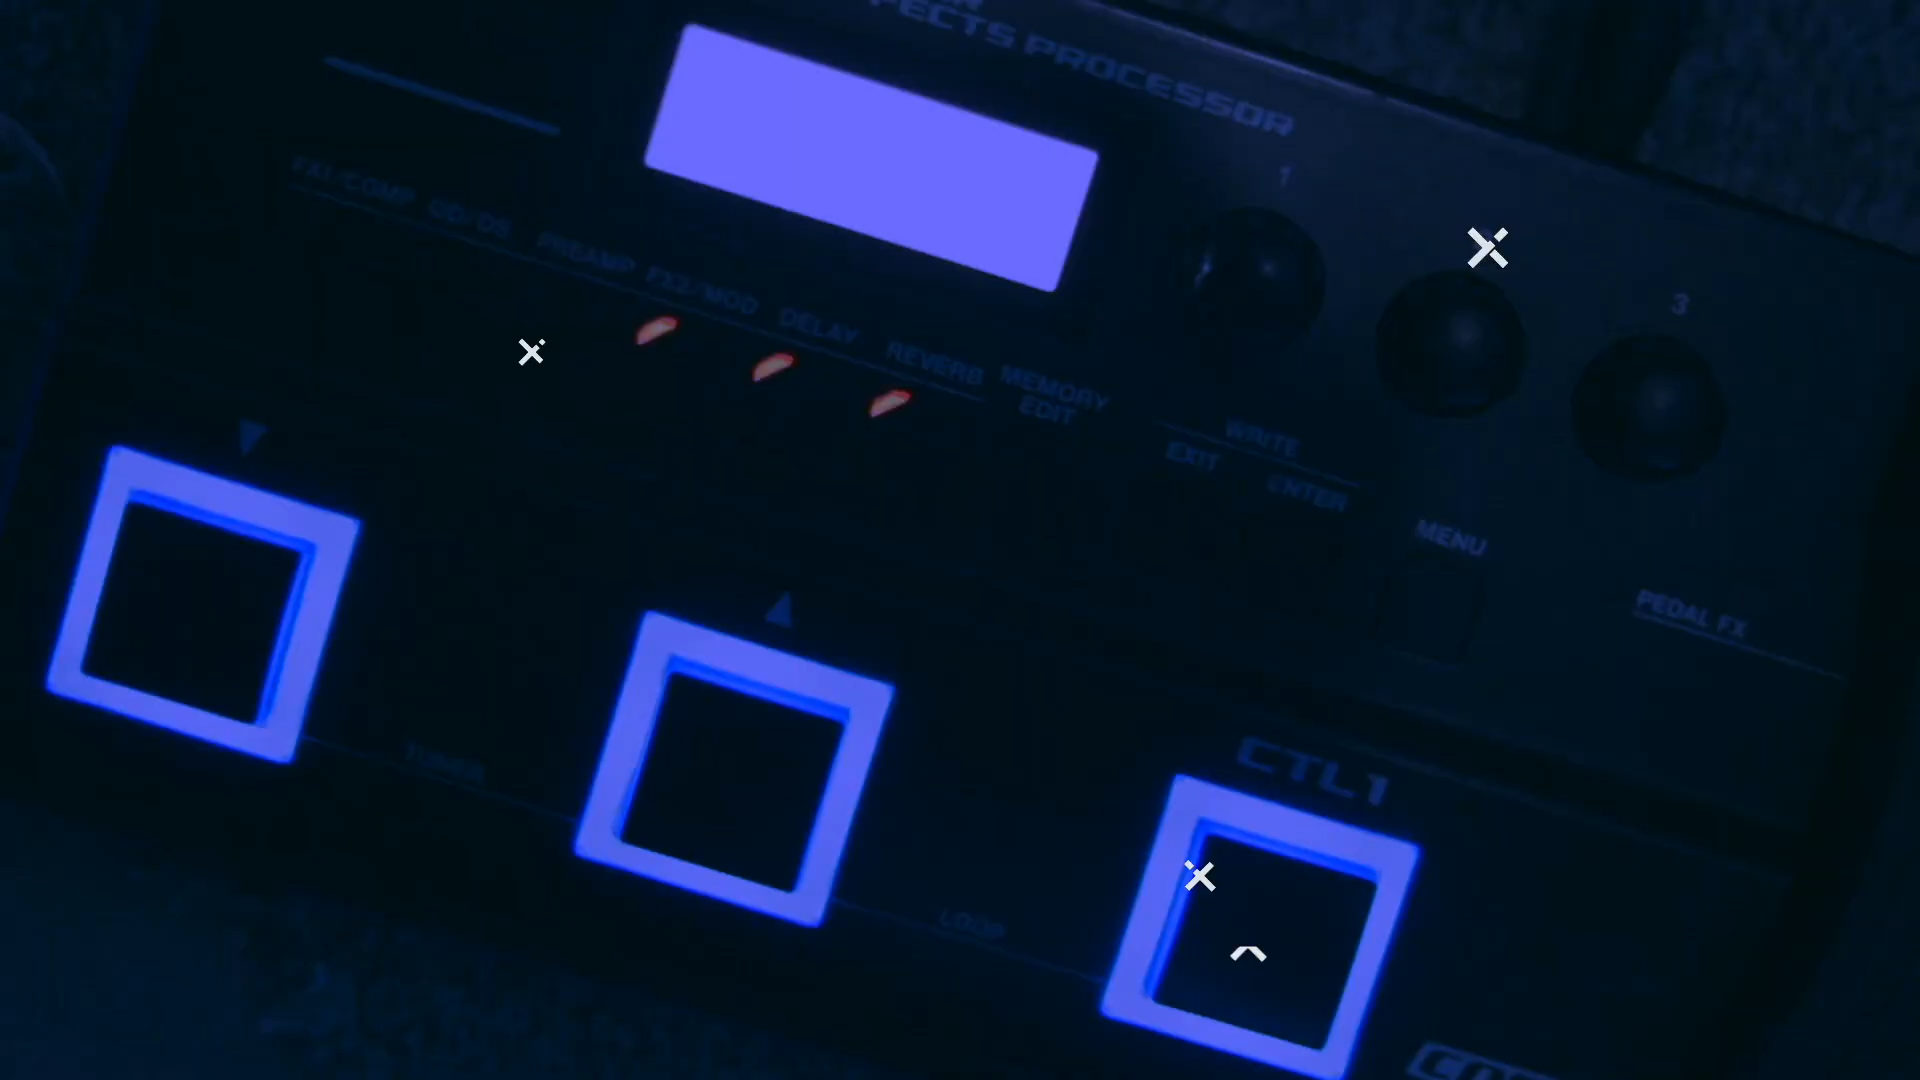 EFFECTS PROCESSOR
1
3
FX1/COMP OD/DS PREAMP FX2/MOD DELAY REVERB
MEMORY
EDIT
WRITE
EXIT ENTER
MENU
PEDAL FX
CTL1
TUNER
LOOP